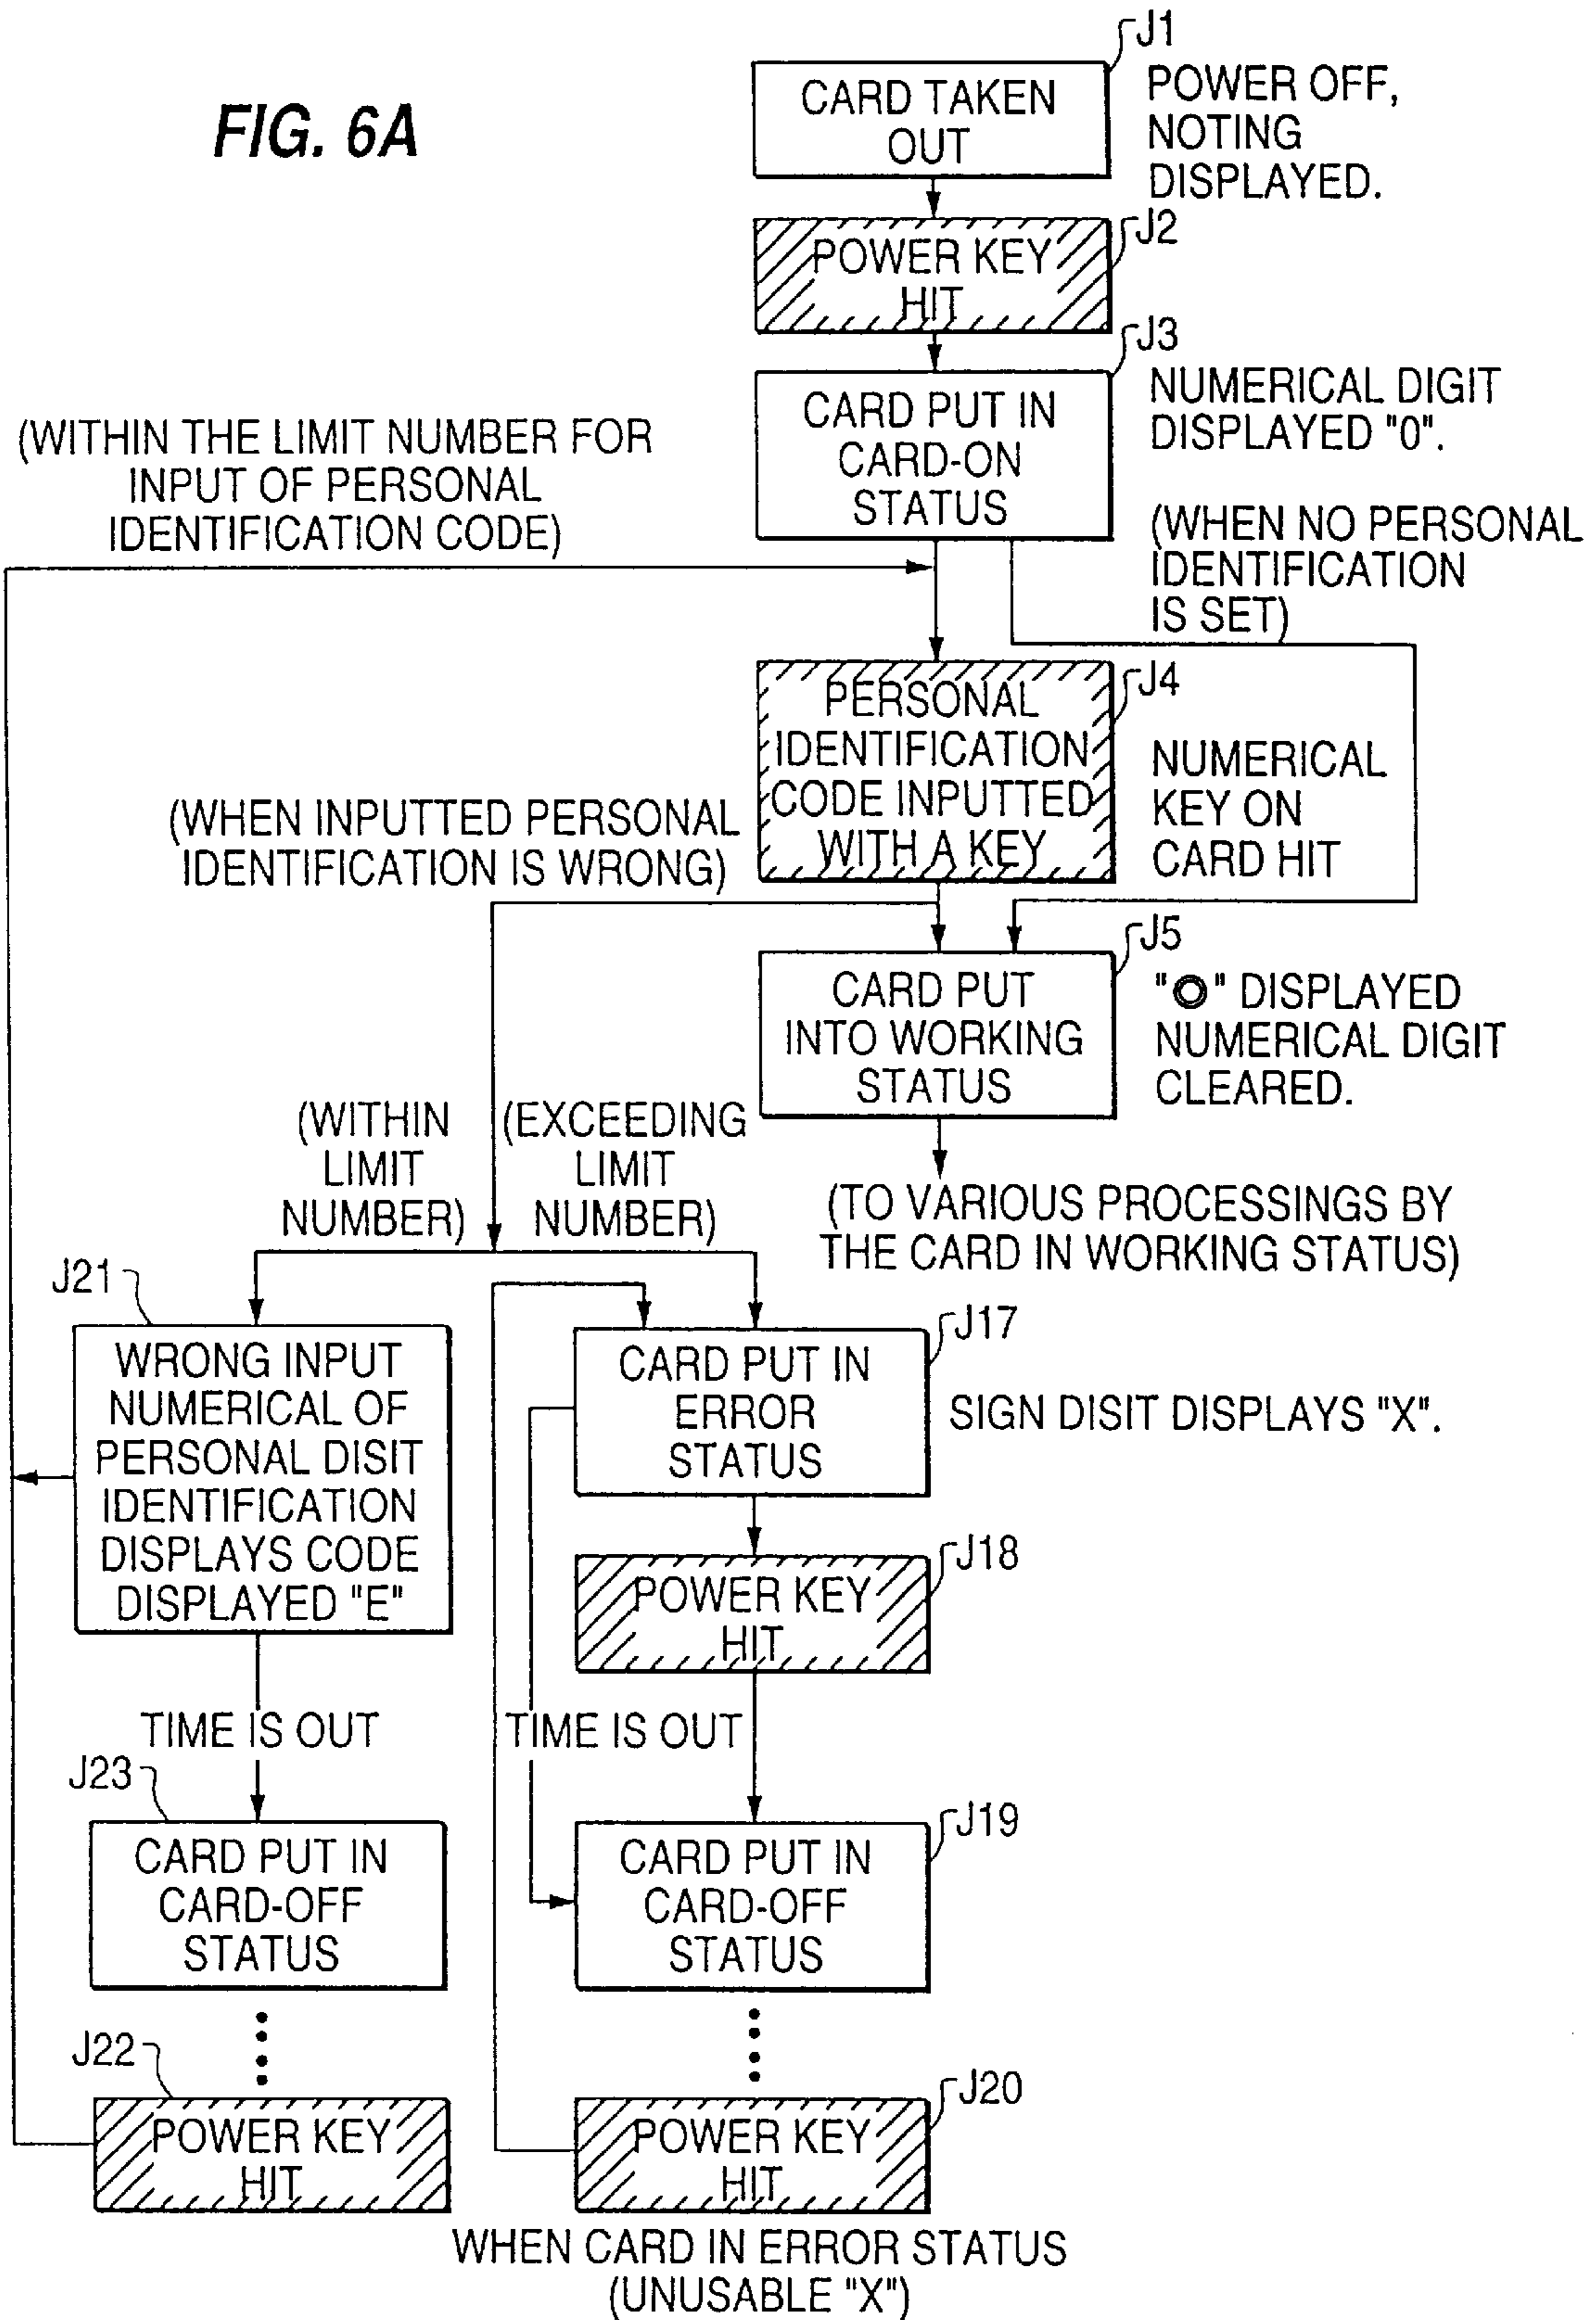 FIG. 6A
J1
CARD TAKEN
OUT
POWER OFF,
NOTING
DISPLAYED.
J2
POWER KEY
HIT
J3
CARD PUT IN
CARD-ON
STATUS
NUMERICAL DIGIT
DISPLAYED "0".
(WITHIN THE LIMIT NUMBER FOR
INPUT OF PERSONAL
IDENTIFICATION CODE)
(WHEN NO PERSONAL
IDENTIFICATION
IS SET)
J4
PERSONAL
IDENTIFICATION
CODE INPUTTED
WITH A KEY
NUMERICAL
KEY ON
CARD HIT
(WHEN INPUTTED PERSONAL
IDENTIFICATION IS WRONG)
J5
CARD PUT
INTO WORKING
STATUS
"◎" DISPLAYED
NUMERICAL DIGIT
CLEARED.
(WITHIN
LIMIT
NUMBER)
(EXCEEDING
LIMIT
NUMBER)
(TO VARIOUS PROCESSINGS BY
THE CARD IN WORKING STATUS)
J21
WRONG INPUT
NUMERICAL OF
PERSONAL DISIT
IDENTIFICATION
DISPLAYS CODE
DISPLAYED "E"
J17
CARD PUT IN
ERROR
STATUS
SIGN DISIT DISPLAYS "X".
J18
POWER KEY
HIT
TIME IS OUT
TIME IS OUT
J23
CARD PUT IN
CARD-OFF
STATUS
J19
CARD PUT IN
CARD-OFF
STATUS
J22
POWER KEY
HIT
J20
POWER KEY
HIT
WHEN CARD IN ERROR STATUS
(UNUSABLE "X")